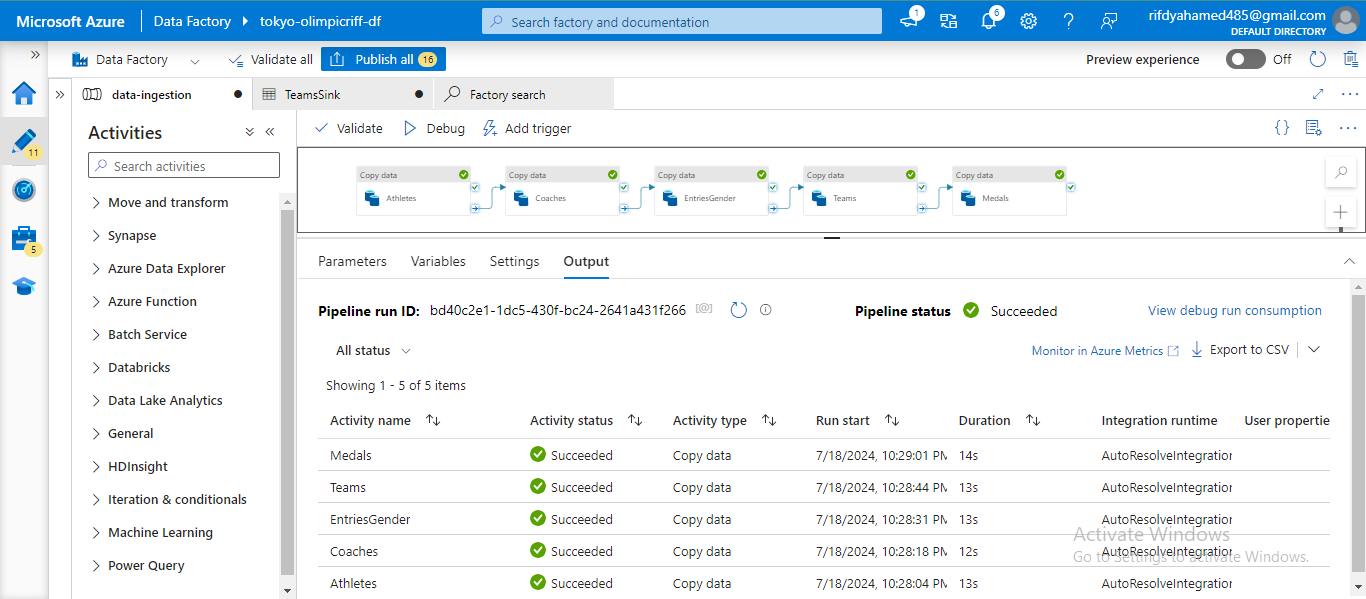 Microsoft Azure Data Factory tokyo-olimpicriff-df Search factory and documentation 1 6 rifdyahamed485@gmail.com
DEFAULT DIRECTORY
Data Factory Validate all Publish all 16 Preview experience Off
data-ingestion TeamsSink Factory search
Activities Validate Debug Add trigger
11
Search activities
Copy data Copy data Copy data Copy data Copy data
Athletes Coaches EntriesGender Teams Medals
Move and transform
Synapse
5
Azure Data Explorer
Azure Function
Batch Service
Databricks
Data Lake Analytics
General
HDInsight
Iteration & conditionals
Machine Learning
Power Query
Parameters Variables Settings Output
Pipeline run ID: bd40c2e1-1dc5-430f-bc24-2641a431f266 Pipeline status Succeeded View debug run consumption
All status Monitor in Azure Metrics Export to CSV
Showing 1 - 5 of 5 items
Activity name Activity status Activity type Run start Duration Integration runtime User propertie
Medals Succeeded Copy data 7/18/2024, 10:29:01 PM 14s AutoResolveIntegration
Teams Succeeded Copy data 7/18/2024, 10:28:44 PM 13s AutoResolveIntegration
EntriesGender Succeeded Copy data 7/18/2024, 10:28:31 PM 13s AutoResolveIntegration
Coaches Succeeded Copy data 7/18/2024, 10:28:18 PM 12s AutoResolveIntegration
Athletes Succeeded Copy data 7/18/2024, 10:28:04 PM 13s AutoResolveIntegration
Activate Windows
Go to Settings to activate Windows.